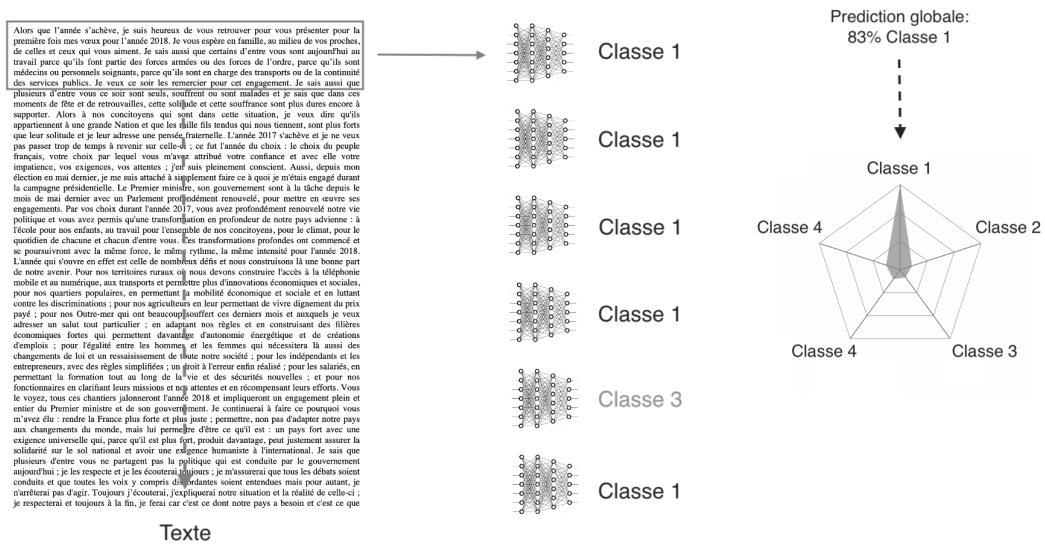 Alors que l'année s'achève, je suis heureux de vous retrouver pour vous présenter pour la
première fois mes vœux pour l'année 2018. Je vous espère en famille, au milieu de vos proches,
de celles et ceux qui vous aiment. Je sais aussi que certains d'entre vous sont aujourd'hui au
travail parce qu'ils font partie des forces armées ou des forces de l'ordre, parce qu'ils sont
médecins ou personnels soignants, parce qu'ils sont en charge des transports ou de la continuité
des services publics. Je veux ce soir les remercier pour cet engagement. Je sais aussi que
plusieurs d'entre vous ce soir sont seuls, souffrent ou sont malades et je sais que dans ces
moments de fête et de retrouvailles, cette solitude et cette souffrance sont plus dures encore à
supporter. Alors à nos concitoyens qui sont dans cette situation, je veux dire qu'ils
appartiennent à une grande Nation et que les mille fils tendus qui nous tiennent, sont plus forts
que leur solitude et je leur adresse une pensée fraternelle. L'année 2017 s'achève et je ne veux
pas passer trop de temps à revenir sur celle-ci ; ce fut l'année du choix : le choix du peuple
français, votre choix par lequel vous m'avez attribué votre confiance et avec elle votre
impatience, vos exigences, vos attentes ; j'en suis pleinement conscient. Aussi, depuis mon
élection en mai dernier, je me suis attaché à simplement faire ce à quoi je m'étais engagé durant
la campagne présidentielle. Le Premier ministre, son gouvernement sont à la tâche depuis le
mois de mai dernier avec un Parlement profondément renouvelé, pour mettre en œuvre ses
engagements. Par vos choix durant l'année 2017, vous avez profondément renouvelé notre vie
politique et vous avez permis qu'une transformation en profondeur de notre pays advienne : à
l'école pour nos enfants, au travail pour l'ensemble de nos concitoyens, pour le climat, pour le
quotidien de chacune et chacun d'entre vous. Ces transformations profondes ont commencé et
se poursuivront avec la même force, le même rythme, la même intensité pour l'année 2018.
L'année qui s'ouvre en effet est celle de nombreux défis et nous construisons là une bonne part
de notre avenir. Pour nos territoires ruraux où nous devons construire l'accès à la téléphonie
mobile et au numérique, aux transports et permettre plus d'innovations économiques et sociales,
pour nos quartiers populaires, en permettant la mobilité économique et sociale et en luttant
contre les discriminations ; pour nos agriculteurs en leur permettant de vivre dignement du prix
payé ; pour nos Outre-mer qui ont beaucoup souffert ces derniers mois et auxquels je veux
adresser un salut tout particulier ; en adaptant nos règles et en construisant des filières
économiques fortes qui permettent davantage d'autonomie énergétique et de créations
d'emplois ; pour l'égalité entre les hommes et les femmes qui nécessitera là aussi des
changements de loi et un ressaisissement de toute notre société ; pour les indépendants et les
entrepreneurs, avec des règles simplifiées ; un droit à l'erreur enfin réalisé ; pour les salariés, en
permettant la formation tout au long de la vie et des sécurités nouvelles ; et pour nos
fonctionnaires en clarifiant leurs missions et nos attentes et en récompensant leurs efforts. Vous
le voyez, tous ces chantiers jalonneront l'année 2018 et impliqueront un engagement plein et
entier du Premier ministre et de son gouvernement. Je continuerai à faire ce pourquoi vous
m'avez élu : rendre la France plus forte et plus juste ; permettre, non pas d'adapter notre pays
aux changements du monde, mais lui permettre d'être ce qu'il est : un pays fort avec une
exigence universelle qui, parce qu'il est plus fort, produit davantage, peut justement assurer la
solidarité sur le sol national et avoir une exigence humaniste à l'international. Je sais que
plusieurs d'entre vous ne partagent pas la politique qui est conduite par le gouvernement
aujourd'hui ; je les respecte et je les écouterai toujours ; je m'assurerai que tous les débats soient
conduits et que toutes les voix y compris discordantes soient entendues mais pour autant, je
n'arrêterai pas d'agir. Toujours j'écouterai, j'expliquerai notre situation et la réalité de celle-ci ;
je respecterai et toujours à la fin, je ferai car c'est ce dont notre pays a besoin et c'est ce que
Texte
Classe 1
Classe 1
Classe 1
Classe 1
Classe 3
Classe 1
Prediction globale:
83% Classe 1
Classe 1
Classe 4
Classe 2
Classe 4
Classe 3